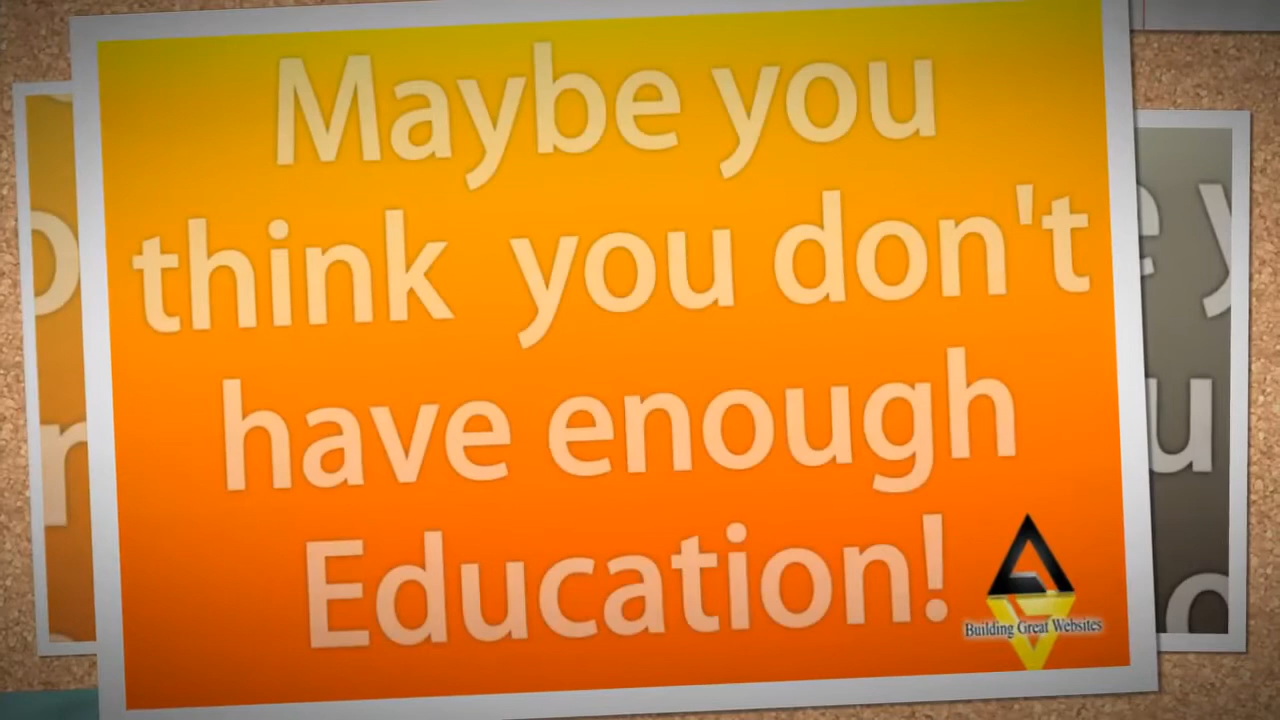 Maybe you
think you don't
have enough
Education!
Building Great Websites